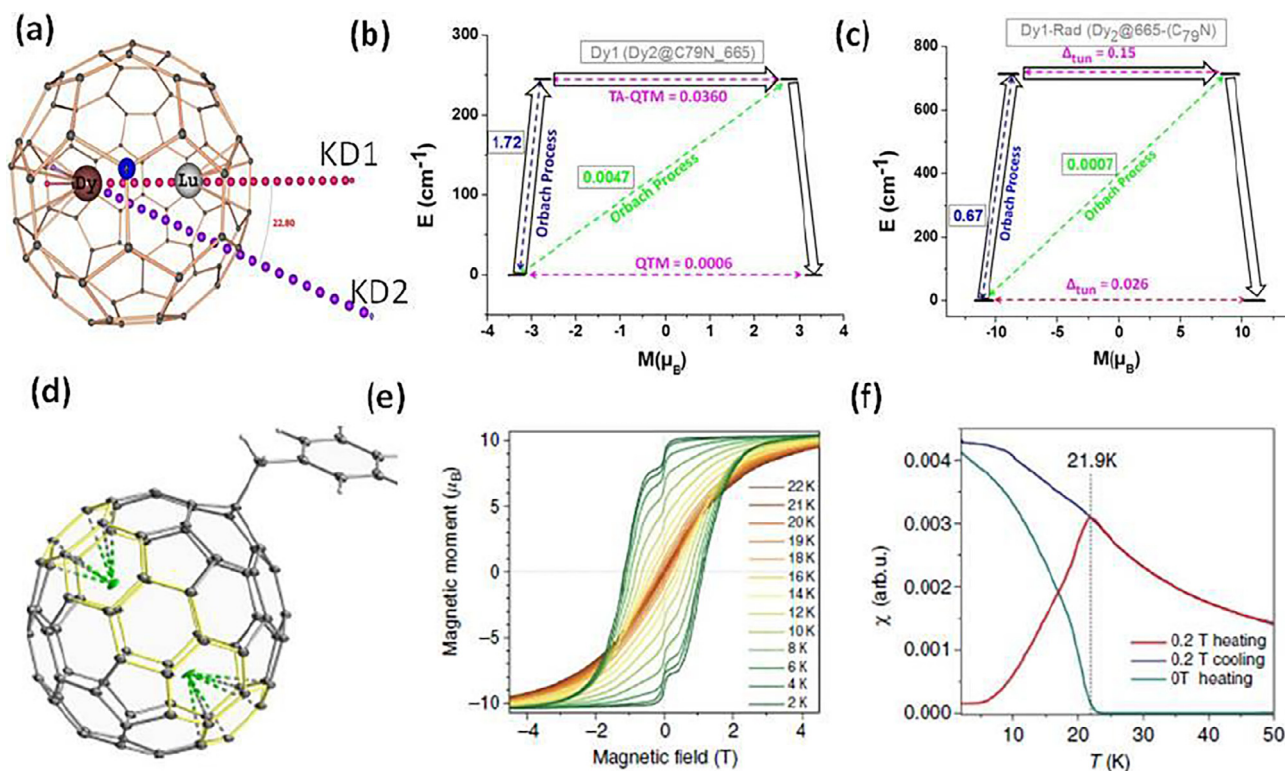 (a)
Dy
Lu
KD1
22.80
KD2
(b)
E (cm⁻¹)
300
250
200
150
100
50
0
Dy1 (Dy2@C79N_665)
TA-QTM = 0.0360
1.72
Orbach Process
0.0047
Orbach Process
QTM = 0.0006
-4 -3 -2 -1 0 1 2 3 4
M(μB)
(c)
E (cm⁻¹)
800
600
400
200
0
Dy1-Rad (Dy₂@665-(C₇₉N)
Δtun = 0.15
0.67
Orbach Process
0.0007
Orbach Process
Δtun = 0.026
-10 -5 0 5 10
M(μB)
(d)
(e)
Magnetic moment (μB)
10
5
0
−5
−10
22 K
21 K
20 K
19 K
18 K
16 K
14 K
12 K
10 K
8 K
6 K
4 K
2 K
−4 −2 0 2 4
Magnetic field (T)
(f)
χ (arb.u.)
0.004
0.003
0.002
0.001
0.000
21.9K
0.2 T heating
0.2 T cooling
0T heating
10 20 30 40 50
T (K)